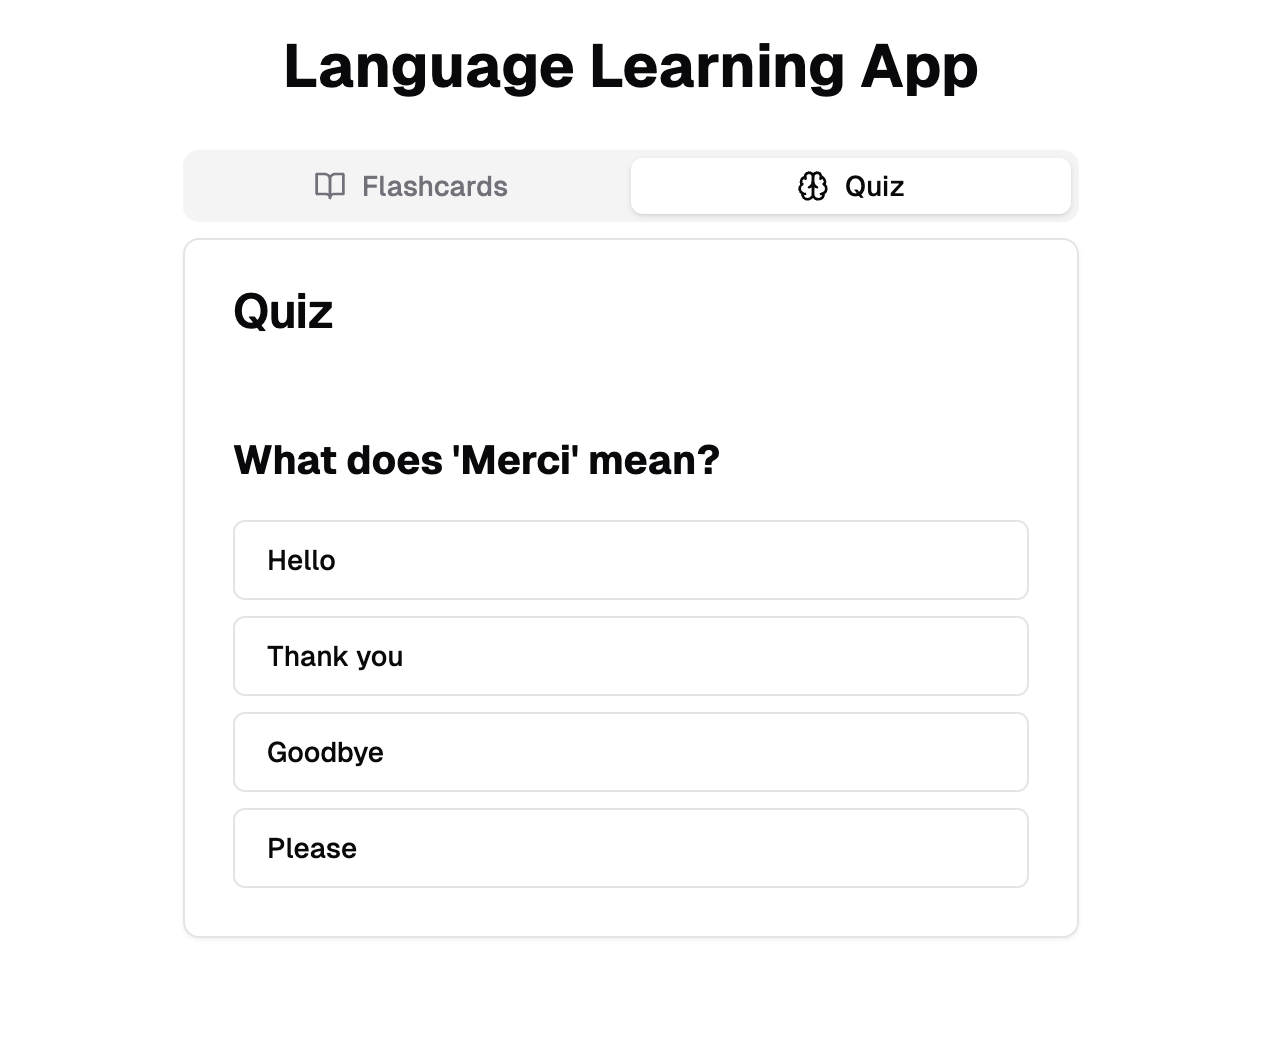 Language Learning App
Flashcards
Quiz
Quiz
What does 'Merci' mean?
Hello
Thank you
Goodbye
Please